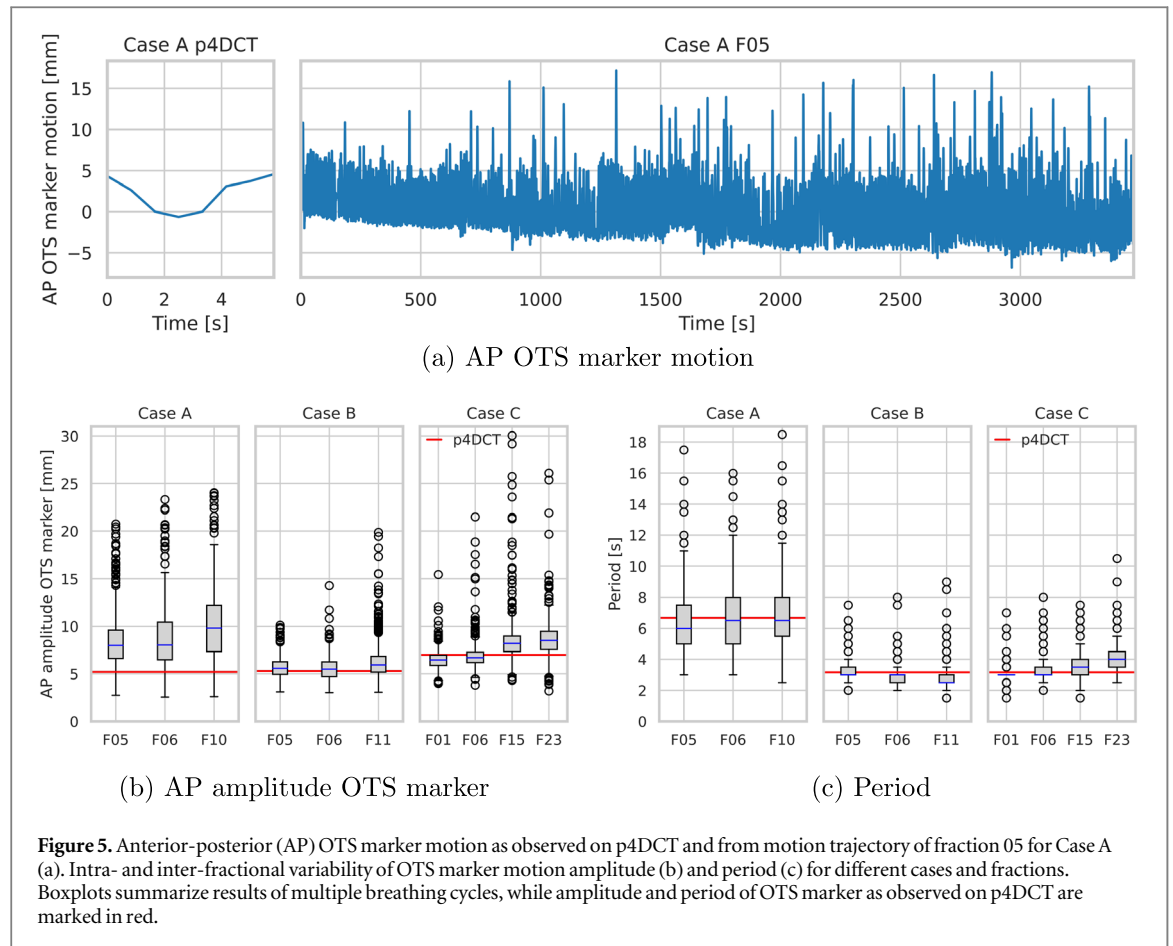 Case A p4DCT
Case A F05
AP OTS marker motion [mm]
15
10
5
0
−5
0 2 4
Time [s]
0 500 1000 1500 2000 2500 3000
Time [s]
(a) AP OTS marker motion
Case A
Case B
Case C
AP amplitude OTS marker [mm]
30
25
20
15
10
5
0
p4DCT
F05 F06 F10
F05 F06 F11
F01 F06 F15 F23
(b) AP amplitude OTS marker
Case A
Case B
Case C
Period [s]
18
16
14
12
10
8
6
4
2
0
p4DCT
F05 F06 F10
F05 F06 F11
F01 F06 F15 F23
(c) Period
Figure 5. Anterior-posterior (AP) OTS marker motion as observed on p4DCT and from motion trajectory of fraction 05 for Case A
(a). Intra- and inter-fractional variability of OTS marker motion amplitude (b) and period (c) for different cases and fractions.
Boxplots summarize results of multiple breathing cycles, while amplitude and period of OTS marker as observed on p4DCT are
marked in red.